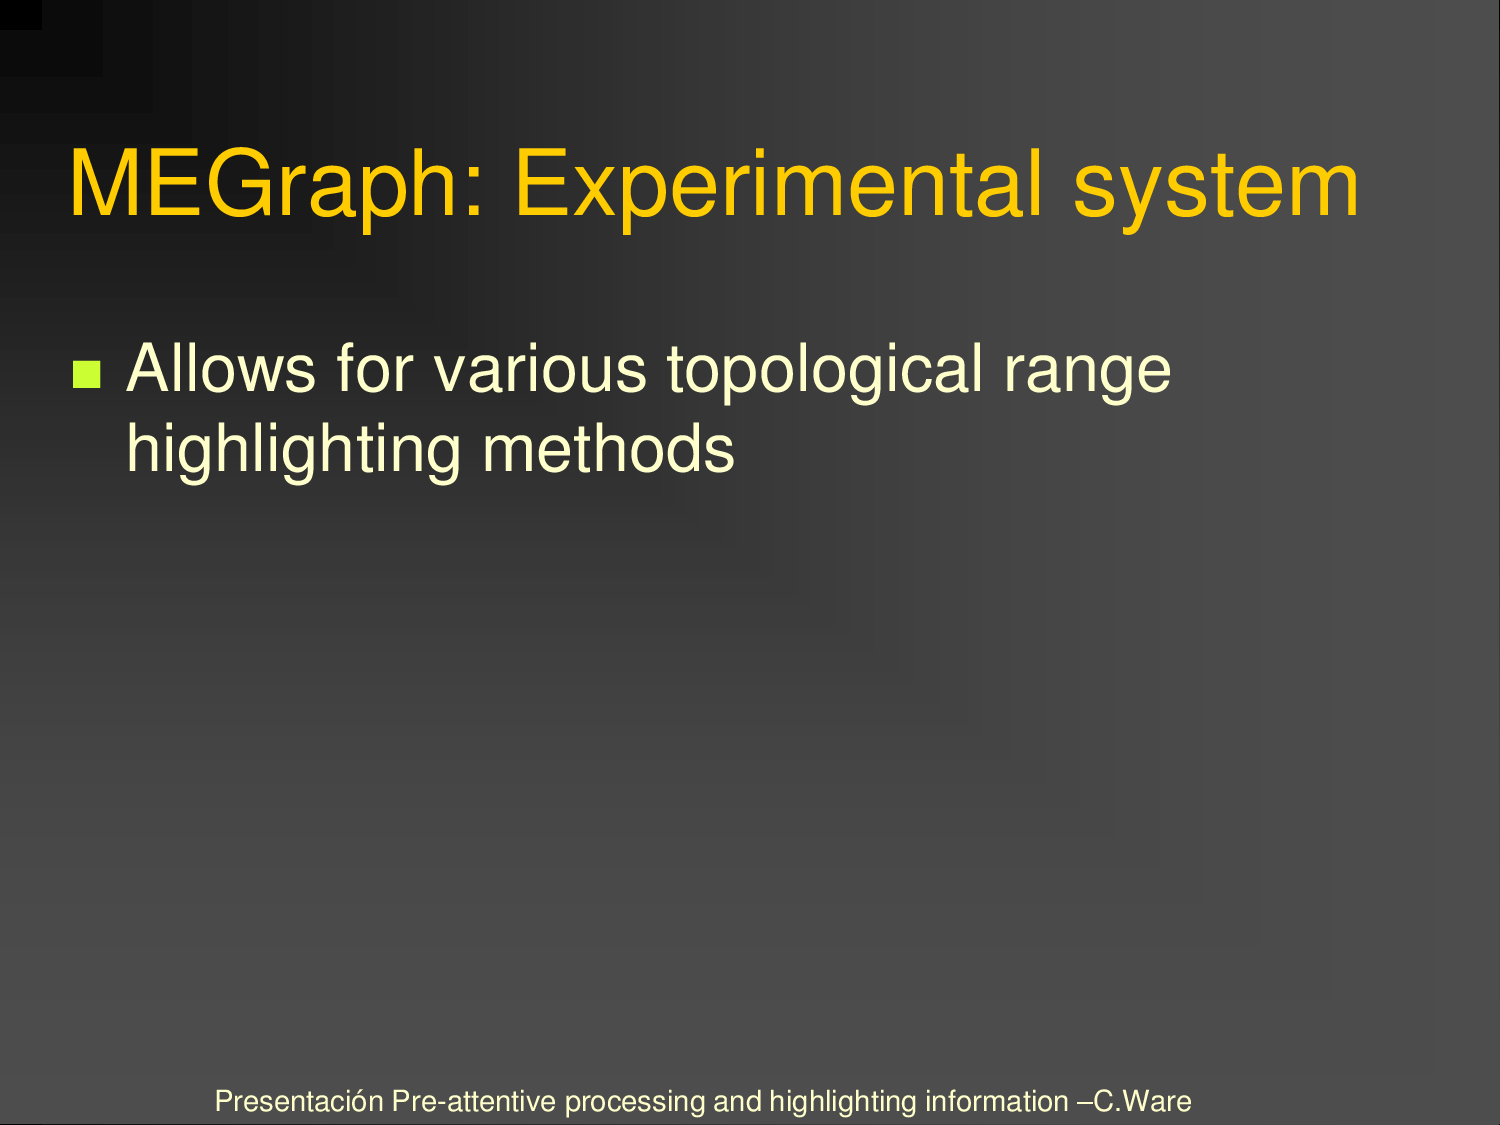 MEGraph: Experimental system
Allows for various topological range
highlighting methods
Presentación Pre-attentive processing and highlighting information –C.Ware